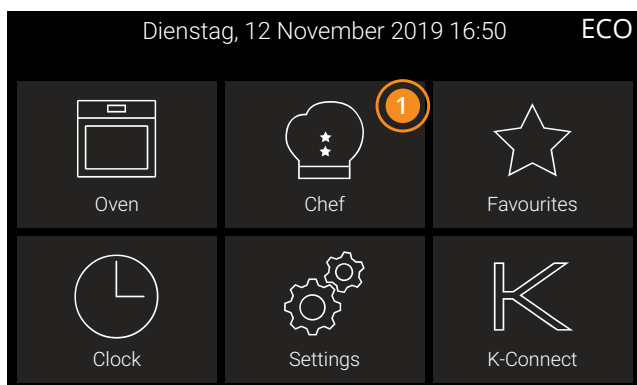 Dienstag, 12 November 2019 16:50 ECO
1
Oven Chef Favourites
Clock Settings K-Connect